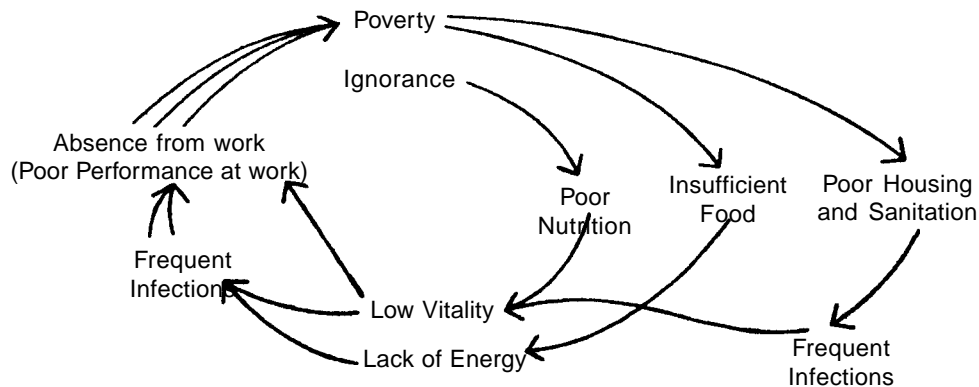 Poverty
Ignorance
Absence from work
(Poor Performance at work)
Poor
Nutrition
Insufficient
Food
Poor Housing
and Sanitation
Frequent
Infections
Low Vitality
Lack of Energy
Frequent
Infections